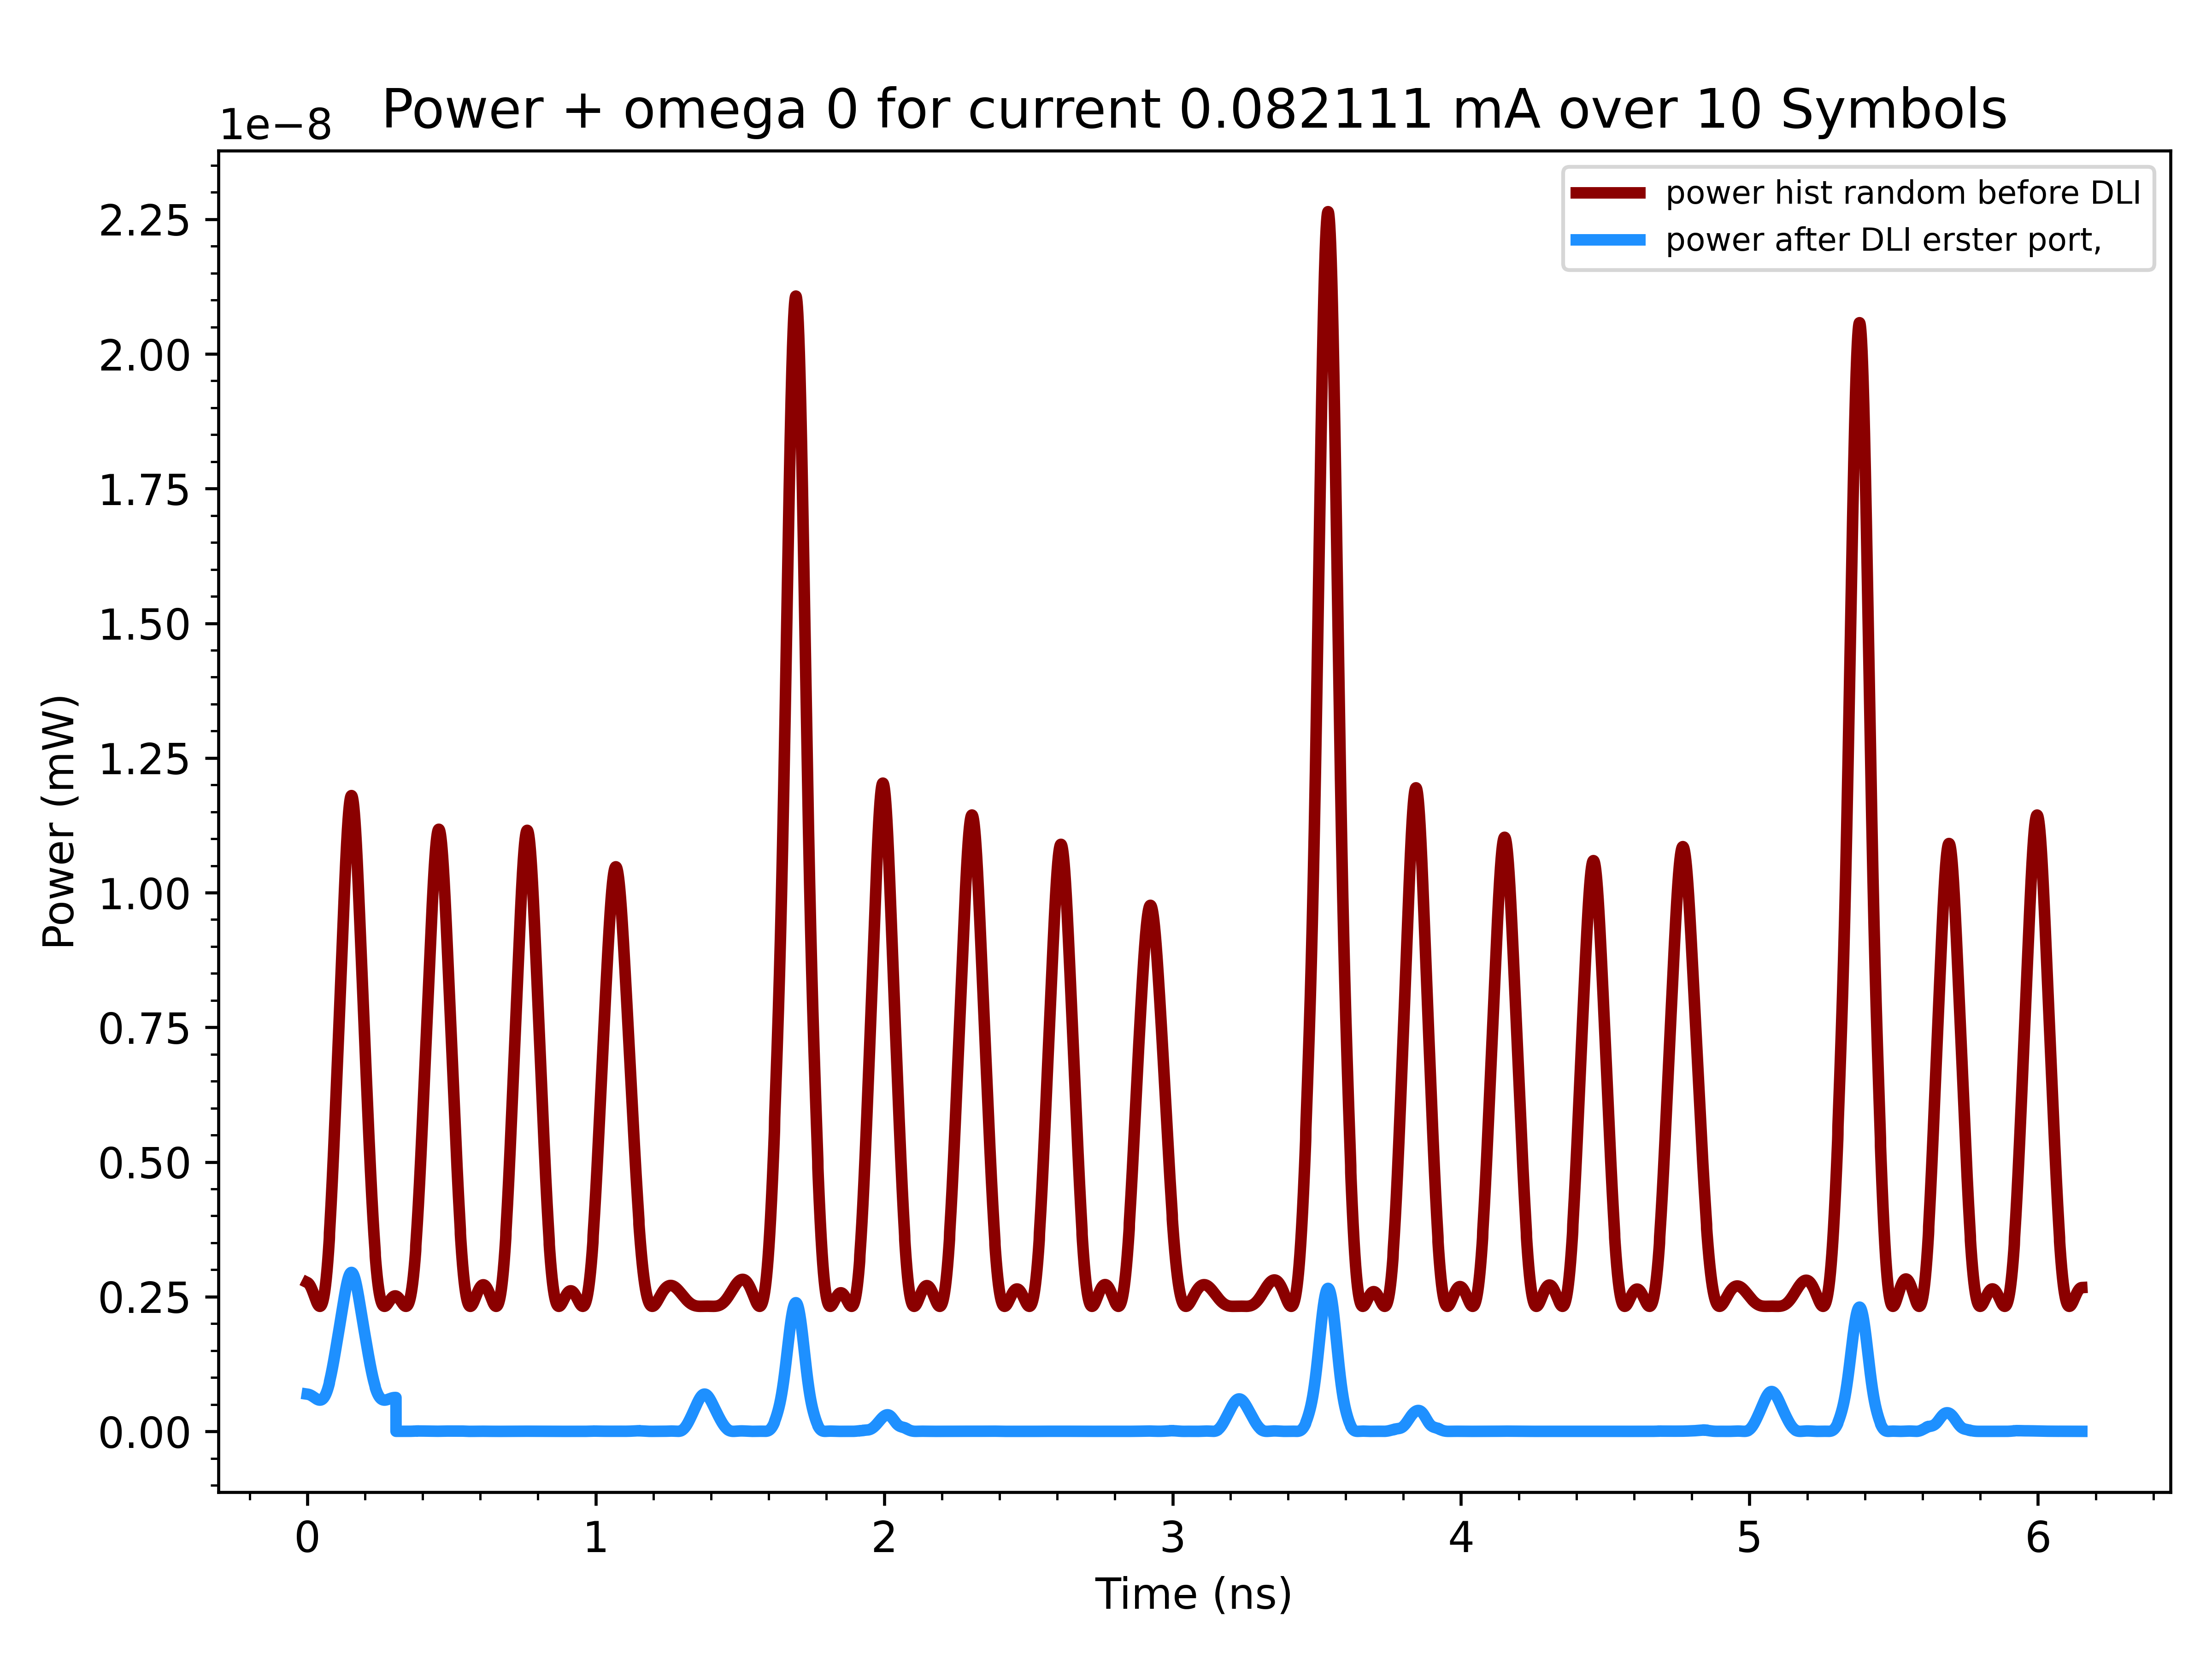 Power + omega 0 for current 0.082111 mA over 10 Symbols
1e−8
power hist random before DLI
power after DLI erster port,
2.25
2.00
1.75
1.50
1.25
1.00
0.75
0.50
0.25
0.00
Power (mW)
0 1 2 3 4 5 6
Time (ns)